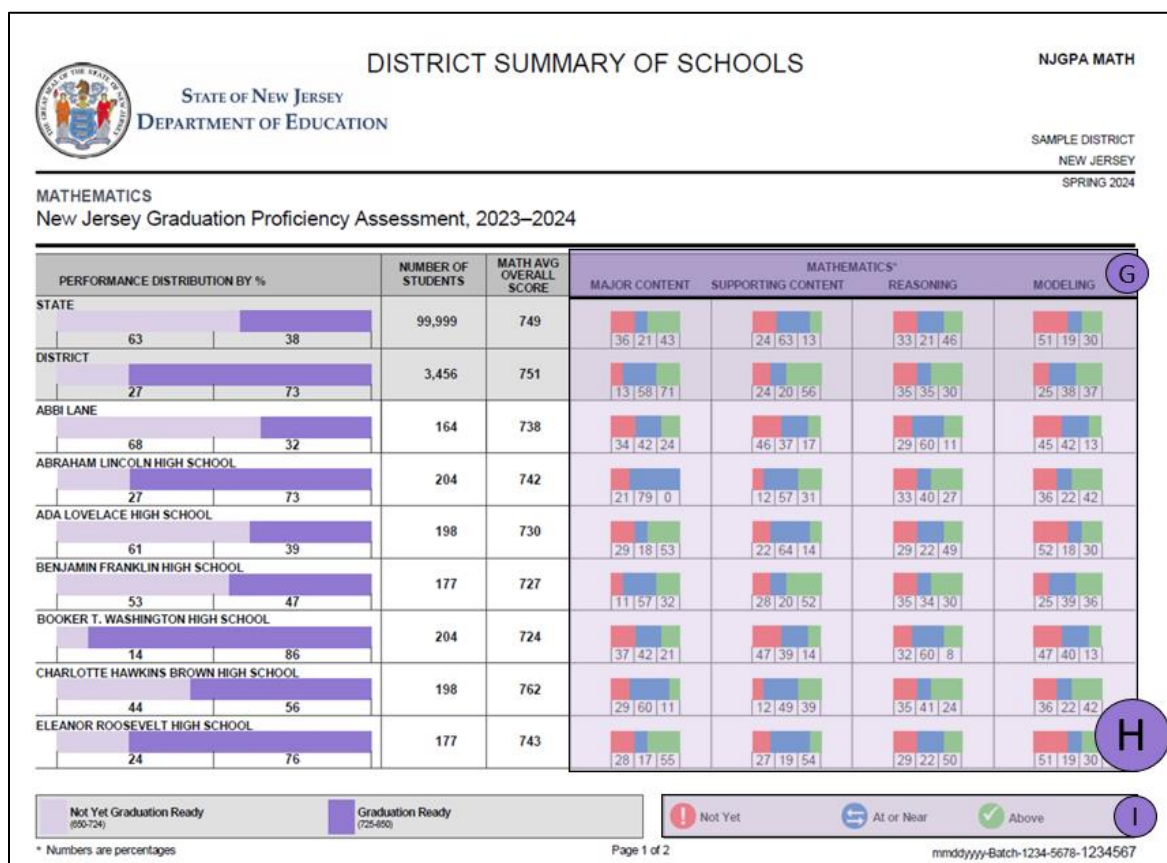 DISTRICT SUMMARY OF SCHOOLS
NJGPA MATH
STATE OF NEW JERSEY
DEPARTMENT OF EDUCATION
THE GREAT SEAL OF THE STATE OF NEW JERSEY
SAMPLE DISTRICT
NEW JERSEY
SPRING 2024
MATHEMATICS
New Jersey Graduation Proficiency Assessment, 2023–2024
PERFORMANCE DISTRIBUTION BY % NUMBER OF STUDENTS MATH AVG OVERALL SCORE MATHEMATICS* G
MAJOR CONTENT SUPPORTING CONTENT REASONING MODELING
STATE
63 38 99,999 749 36 21 43 24 63 13 33 21 46 51 19 30
DISTRICT
27 73 3,456 751 13 58 71 24 20 56 35 35 30 25 38 37
ABBI LANE
68 32 164 738 34 42 24 46 37 17 29 60 11 45 42 13
ABRAHAM LINCOLN HIGH SCHOOL
27 73 204 742 21 79 0 12 57 31 33 40 27 36 22 42
ADA LOVELACE HIGH SCHOOL
61 39 198 730 29 18 53 22 64 14 29 22 49 52 18 30
BENJAMIN FRANKLIN HIGH SCHOOL
53 47 177 727 11 57 32 28 20 52 35 34 30 25 39 36
BOOKER T. WASHINGTON HIGH SCHOOL
14 86 204 724 37 42 21 47 39 14 32 60 8 47 40 13
CHARLOTTE HAWKINS BROWN HIGH SCHOOL
44 56 198 762 29 60 11 12 49 39 35 41 24 36 22 42
ELEANOR ROOSEVELT HIGH SCHOOL
24 76 177 743 28 17 55 27 19 54 29 22 50 51 19 30
H
Not Yet Graduation Ready
(650-724)
Graduation Ready
(725-850)
Not Yet At or Near Above I
* Numbers are percentages
Page 1 of 2
mmddyyyy-Batch-1234-5678-1234567